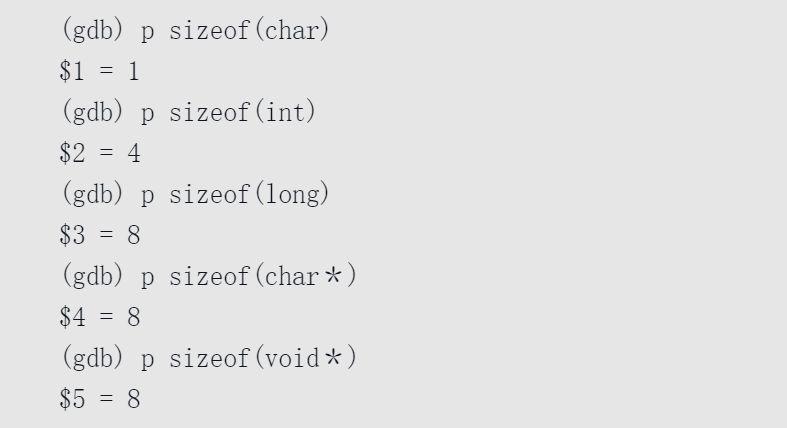 (gdb) p sizeof(char)
$1 = 1
(gdb) p sizeof(int)
$2 = 4
(gdb) p sizeof(long)
$3 = 8
(gdb) p sizeof(char*)
$4 = 8
(gdb) p sizeof(void*)
$5 = 8